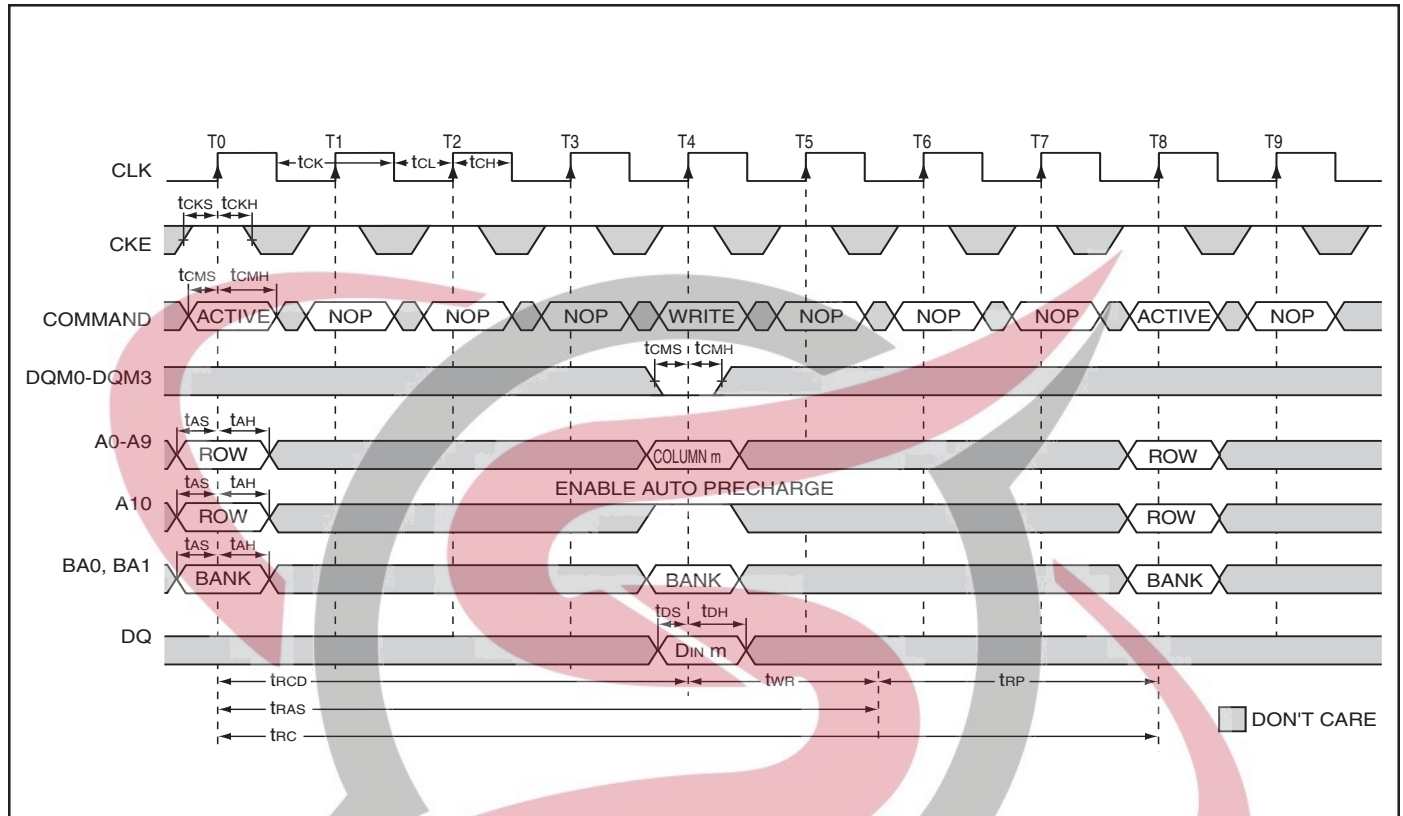 T0 T1 T2 T3 T4 T5 T6 T7 T8 T9
CLK tCK tCL tCH
tCKS tCKH
CKE
tCMS tCMH
COMMAND ACTIVE NOP NOP NOP WRITE NOP NOP NOP ACTIVE NOP
tCMS tCMH
DQM0-DQM3
tAS tAH
A0-A9 ROW COLUMN m ROW
tAS tAH ENABLE AUTO PRECHARGE
A10 ROW ROW
tAS tAH
BA0, BA1 BANK BANK BANK
tDS tDH
DQ DIN m
tRCD tWR tRP
tRAS
DON'T CARE
tRC